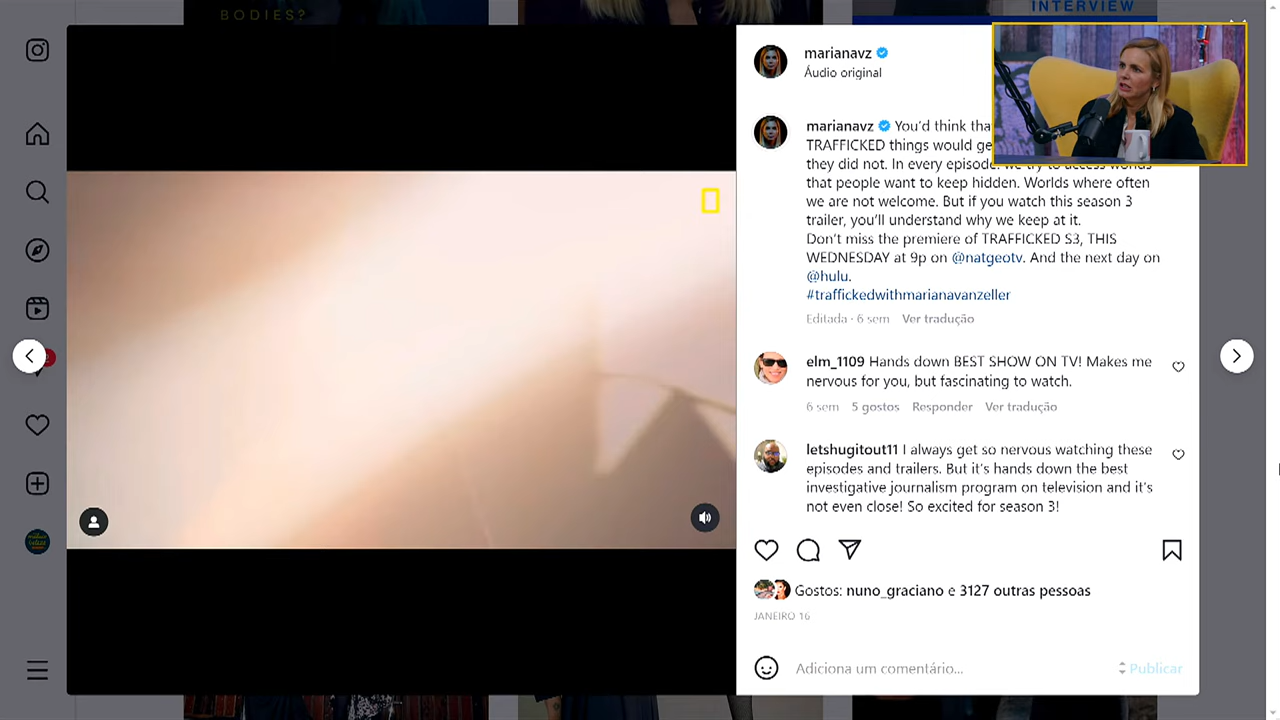 BODIES?
INTERVIEW
marianavz
Áudio original
marianavz You'd think tha
TRAFFICKED things would ge
they did not. In every episode, we try to access worlds
that people want to keep hidden. Worlds where often
we are not welcome. But if you watch this season 3
trailer, you'll understand why we keep at it.
Don't miss the premiere of TRAFFICKED S3, THIS
WEDNESDAY at 9p on @natgeotv. And the next day on
@hulu.
#traffickedwithmarianavanzeller
Editada · 6 sem Ver tradução
elm_1109 Hands down BEST SHOW ON TV! Makes me
nervous for you, but fascinating to watch.
6 sem 5 gostos Responder Ver tradução
letshugitout11 I always get so nervous watching these
episodes and trailers. But it's hands down the best
investigative journalism program on television and it's
not even close! So excited for season 3!
Gostos: nuno_graciano e 3127 outras pessoas
JANEIRO 16
Adiciona um comentário... Publicar